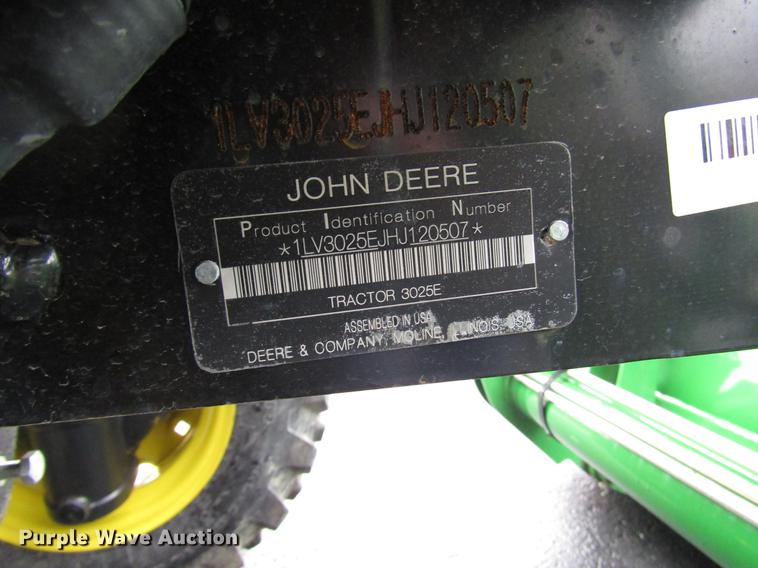 1LV3025EJHJ120507
JOHN DEERE
Product Identification Number
*1LV3025EJHJ120507*
TRACTOR 3025E
ASSEMBLED IN USA
DEERE & COMPANY, MOLINE, ILLINOIS, USA
Purple Wave Auction